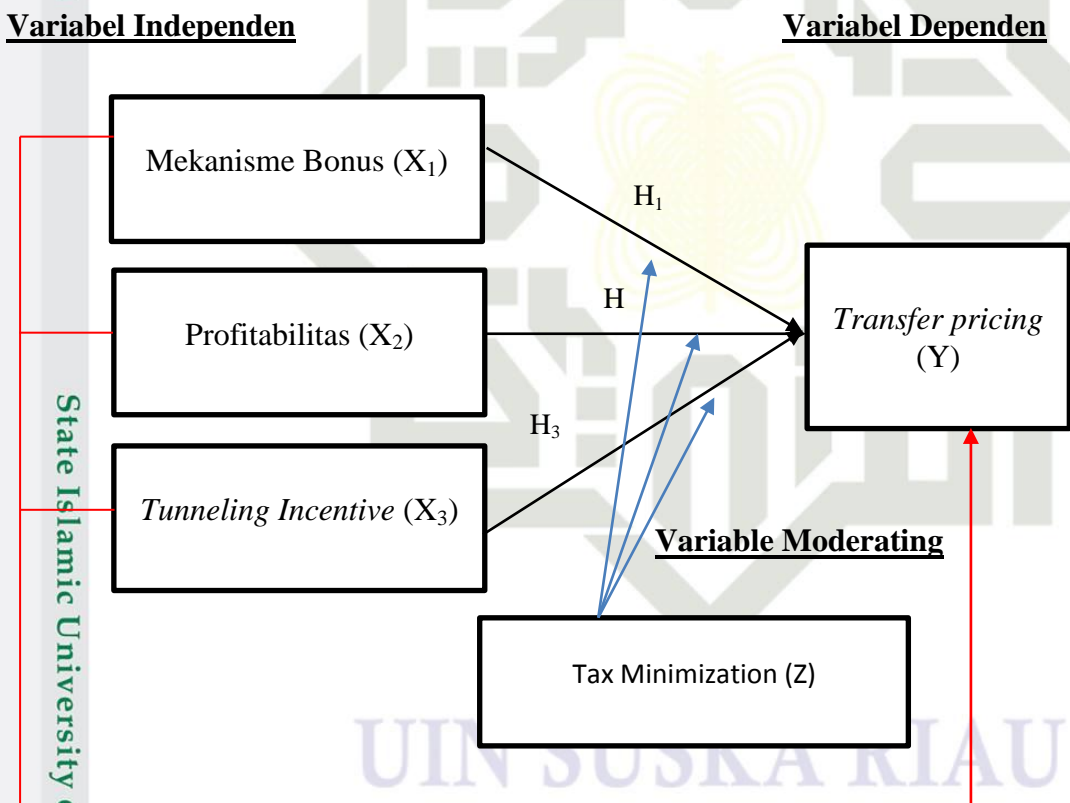 Variabel Independen
Variabel Dependen
Mekanisme Bonus (X₁)
H₁
Profitabilitas (X₂)
H
Transfer pricing
(Y)
H₃
Tunneling Incentive (X₃)
Variable Moderating
Tax Minimization (Z)
UIN SUSKA RIAU
State Islamic University